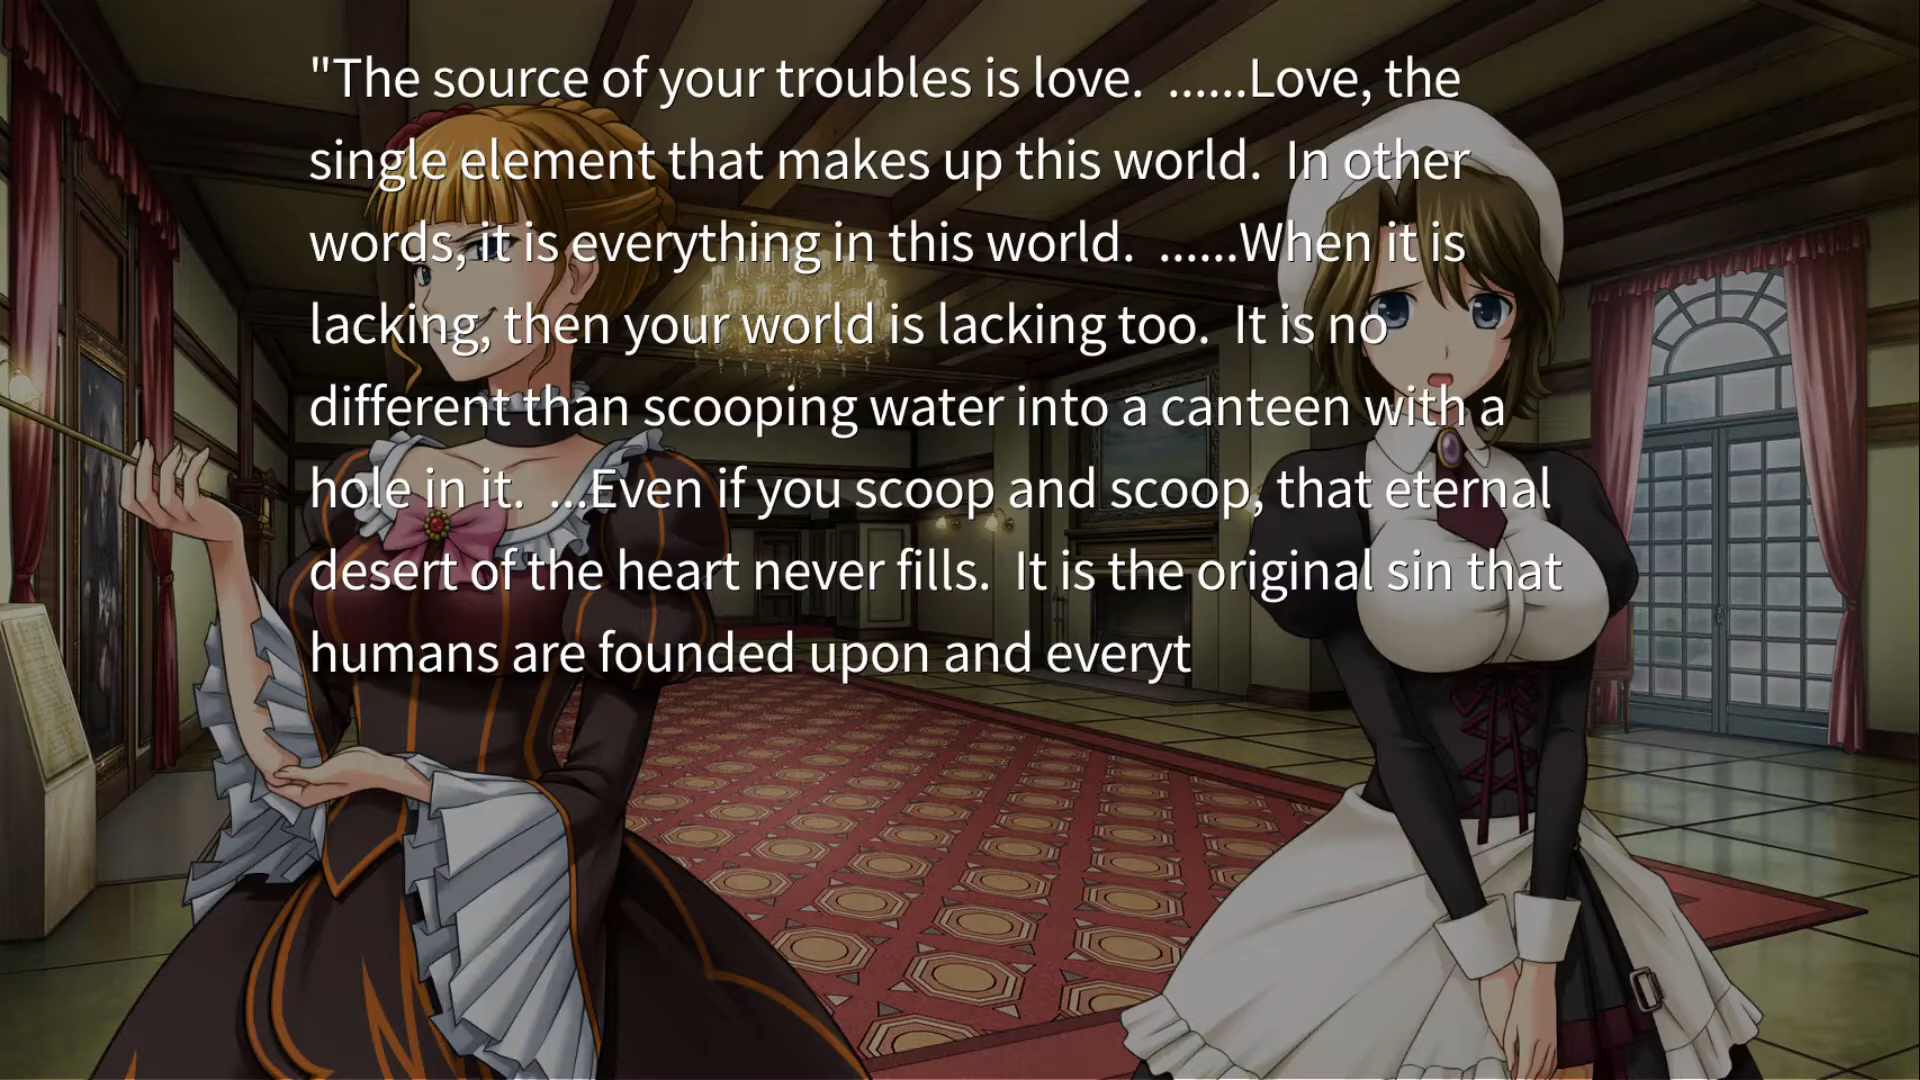 "The source of your troubles is love.  ......Love, the
single element that makes up this world.  In other
words, it is everything in this world.  ......When it is
lacking, then your world is lacking too.  It is no
different than scooping water into a canteen with a
hole in it.  ...Even if you scoop and scoop, that eternal
desert of the heart never fills.  It is the original sin that
humans are founded upon and everyt